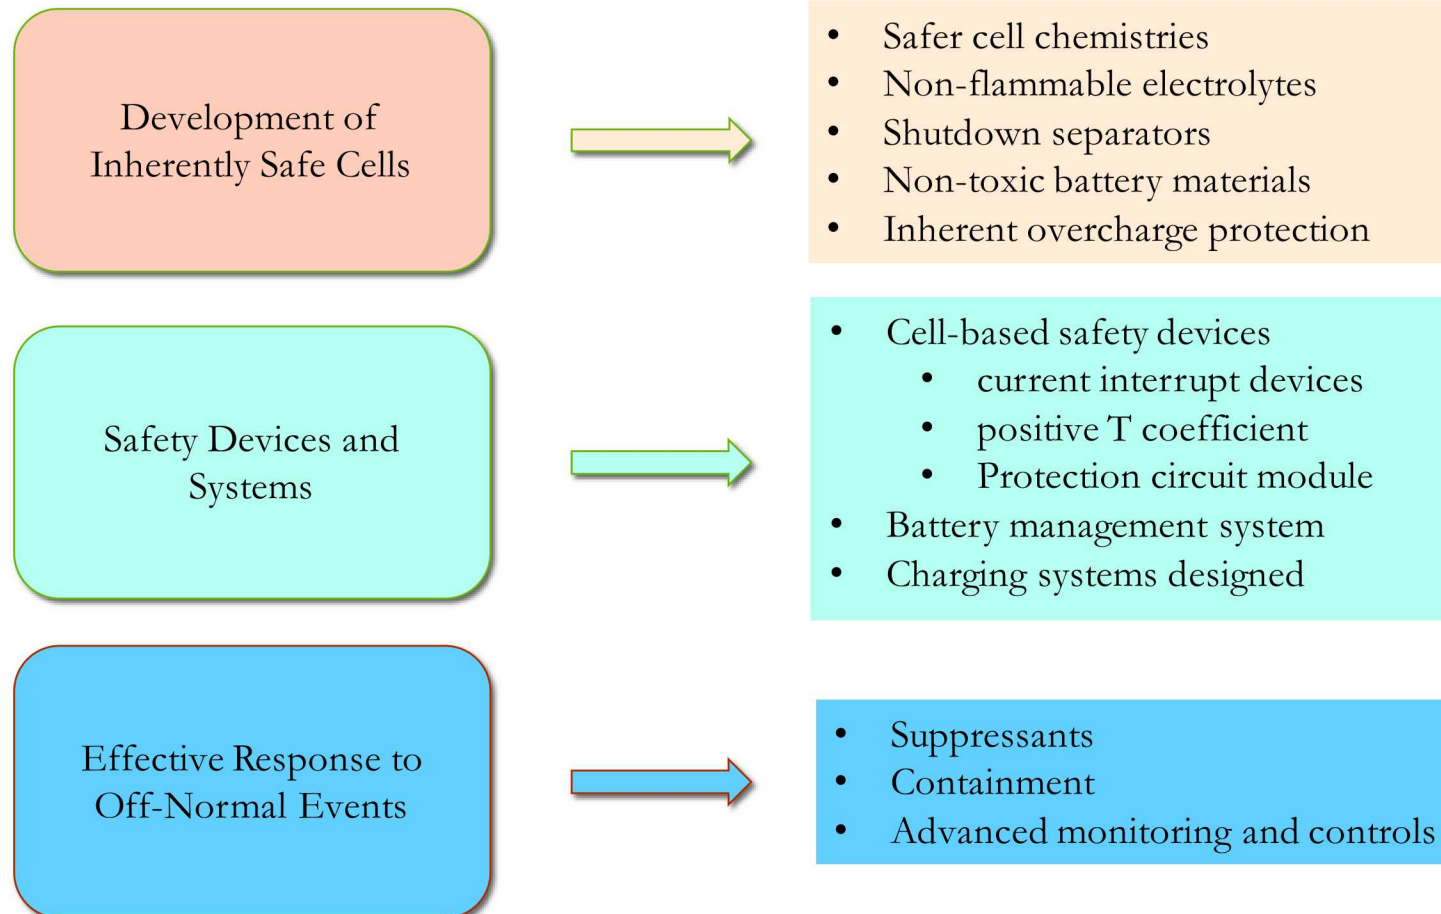 Development of
Inherently Safe Cells
• Safer cell chemistries
• Non-flammable electrolytes
• Shutdown separators
• Non-toxic battery materials
• Inherent overcharge protection
Safety Devices and
Systems
• Cell-based safety devices
• current interrupt devices
• positive T coefficient
• Protection circuit module
• Battery management system
• Charging systems designed
Effective Response to
Off-Normal Events
• Suppressants
• Containment
• Advanced monitoring and controls